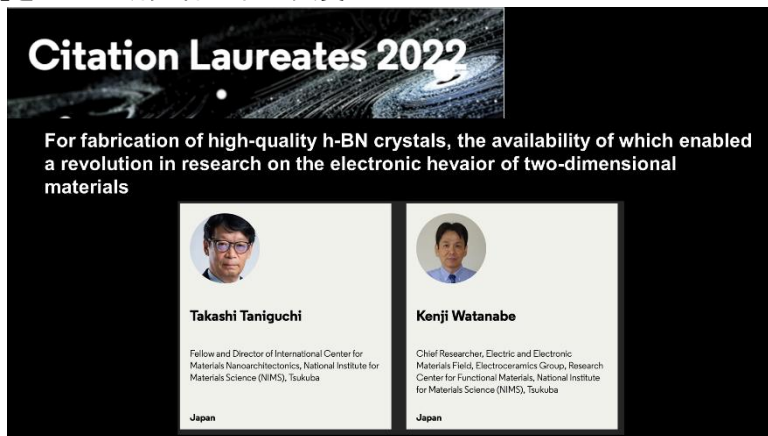 Citation Laureates 2022
For fabrication of high-quality h-BN crystals, the availability of which enabled
a revolution in research on the electronic hevaior of two-dimensional
materials
Takashi Taniguchi
Fellow and Director of International Center for
Materials Nanoarchitectonics, National Institute for
Materials Science (NIMS), Tsukuba
Japan
Kenji Watanabe
Chief Researcher, Electric and Electronic
Materials Field, Electroceramics Group, Research
Center for Functional Materials, National Institute
for Materials Science (NIMS), Tsukuba
Japan